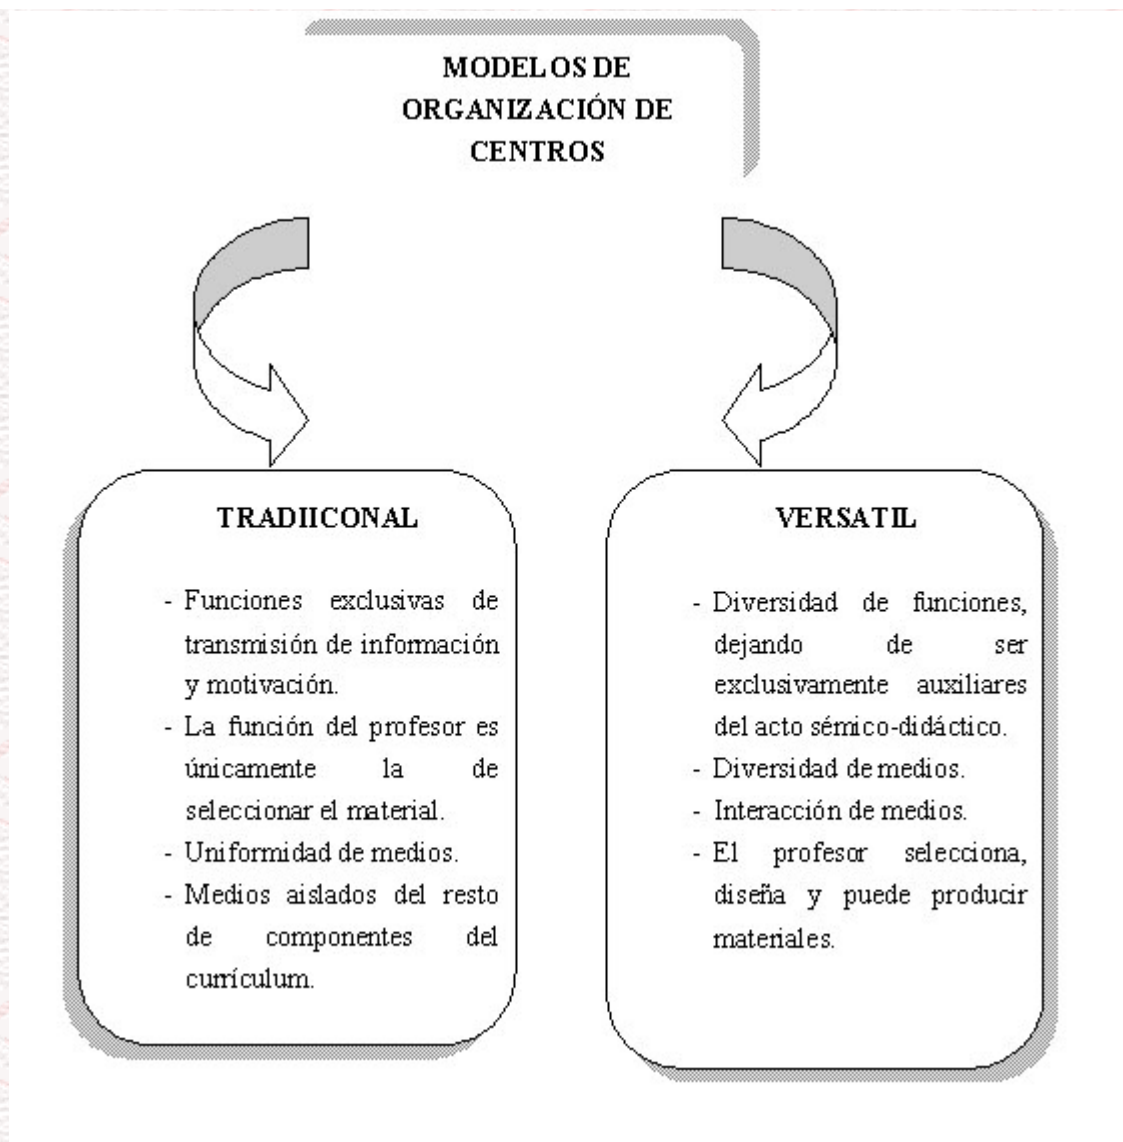 MODELOS DE
ORGANIZACIÓN DE
CENTROS
TRADIICONAL
- Funciones exclusivas de
transmisión de información
y motivación.
- La función del profesor es
únicamente la de
seleccionar el material.
- Uniformidad de medios.
- Medios aislados del resto
de componentes del
currículum.
VERSATIL
- Diversidad de funciones,
dejando de ser
exclusivamente auxiliares
del acto sémico-didáctico.
- Diversidad de medios.
- Interacción de medios.
- El profesor selecciona,
diseña y puede producir
materiales.